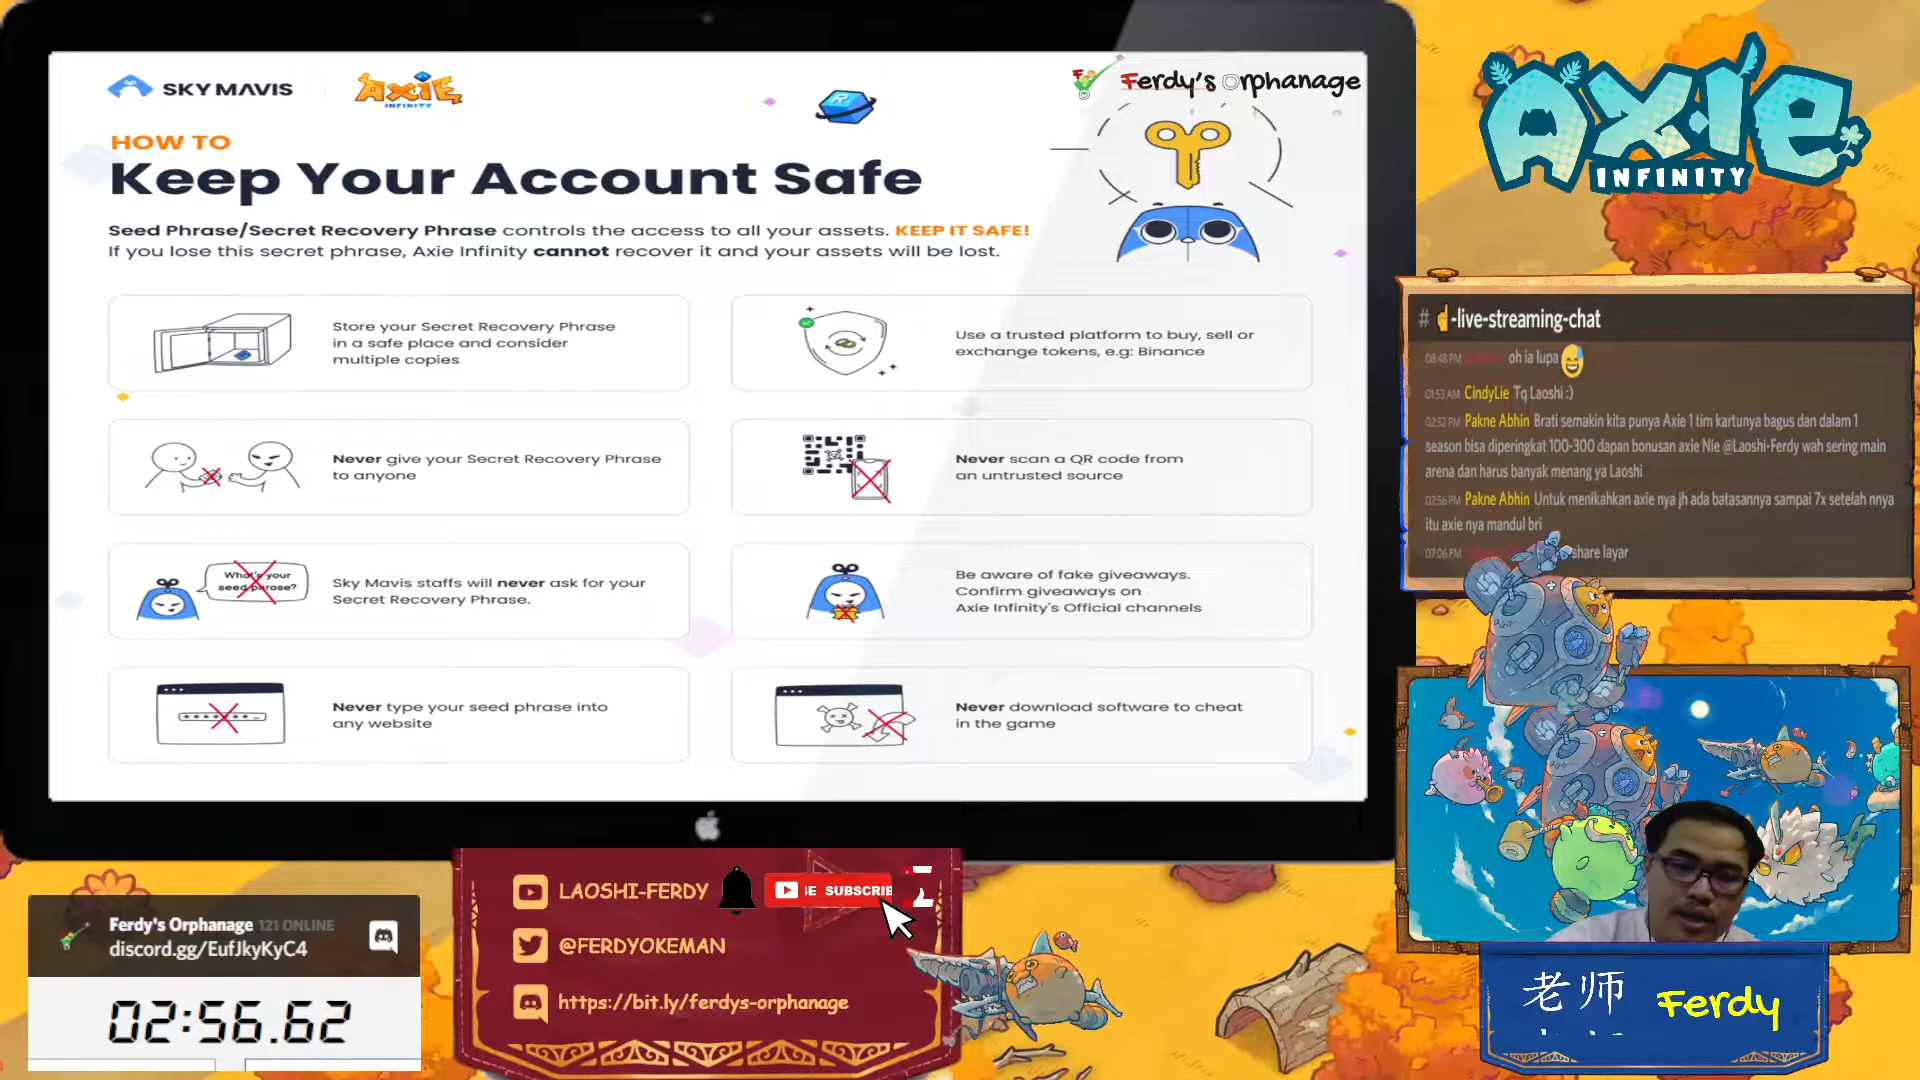 SKY MAVIS
AXIE
INFINITY
Ferdy's Orphanage
HOW TO
Keep Your Account Safe
Seed Phrase/Secret Recovery Phrase controls the access to all your assets. KEEP IT SAFE!
If you lose this secret phrase, Axie Infinity cannot recover it and your assets will be lost.
Store your Secret Recovery Phrase
in a safe place and consider
multiple copies
Use a trusted platform to buy, sell or
exchange tokens, e.g: Binance
Never give your Secret Recovery Phrase
to anyone
Never scan a QR code from
an untrusted source
What's your
seed phrase?
Sky Mavis staffs will never ask for your
Secret Recovery Phrase.
Be aware of fake giveaways.
Confirm giveaways on
Axie Infinity's Official channels
Never type your seed phrase into
any website
Never download software to cheat
in the game
Axie
INFINITY
# -live-streaming-chat
08:48 PM oh ia lupa
01:53 AM CindyLie Tq Laoshi :)
02:52 PM Pakne Abhin Brati semakin kita punya Axie 1 tim kartunya bagus dan dalam 1
season bisa diperingkat 100-300 dapan bonusan axie Nie @Laoshi-Ferdy wah sering main
arena dan harus banyak menang ya Laoshi
02:56 PM Pakne Abhin Untuk menikahkan axie nya jh ada batasannya sampai 7x setelah nnya
itu axie nya mandul bri
07:06 PM share layar
Ferdy's Orphanage 121 ONLINE
discord.gg/EufJkyKyC4
02:56.62
LAOSHI-FERDY
BE SUBSCRIBE
@FERDYOKEMAN
https://bit.ly/ferdys-orphanage
老师 Ferdy